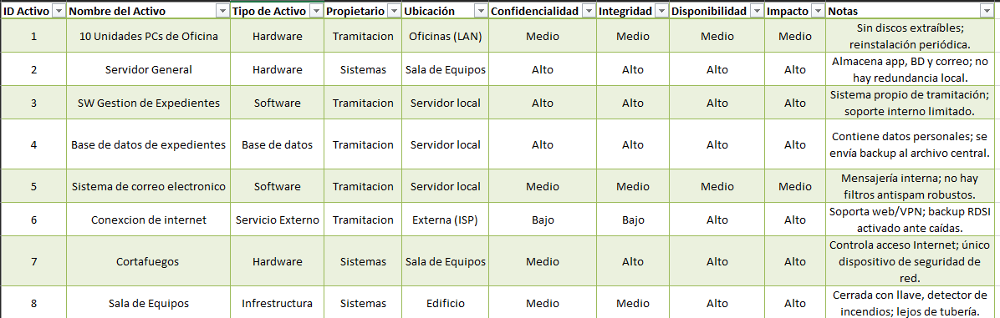 ID Activo Nombre del Activo Tipo de Activo Propietario Ubicación Confidencialidad Integridad Disponibilidad Impacto Notas
1 10 Unidades PCs de Oficina Hardware Tramitacion Oficinas (LAN) Medio Medio Medio Medio Sin discos extraíbles;
reinstalación periódica.
2 Servidor General Hardware Sistemas Sala de Equipos Alto Alto Alto Alto Almacena app, BD y correo; no
hay redundancia local.
3 SW Gestion de Expedientes Software Tramitacion Servidor local Alto Alto Alto Alto Sistema propio de tramitación;
soporte interno limitado.
4 Base de datos de expedientes Base de datos Tramitacion Servidor local Alto Alto Alto Alto Contiene datos personales; se
envía backup al archivo central.
5 Sistema de correo electronico Software Tramitacion Servidor local Medio Medio Medio Medio Mensajería interna; no hay
filtros antispam robustos.
6 Conexcion de internet Servicio Externo Tramitacion Externa (ISP) Bajo Bajo Alto Alto Soporta web/VPN; backup RDSI
activado ante caídas.
7 Cortafuegos Hardware Sistemas Sala de Equipos Medio Alto Alto Alto Controla acceso Internet; único
dispositivo de seguridad de
red.
8 Sala de Equipos Infrestructura Sistemas Edificio Medio Medio Alto Alto Cerrada con llave, detector de
incendios; lejos de tubería.